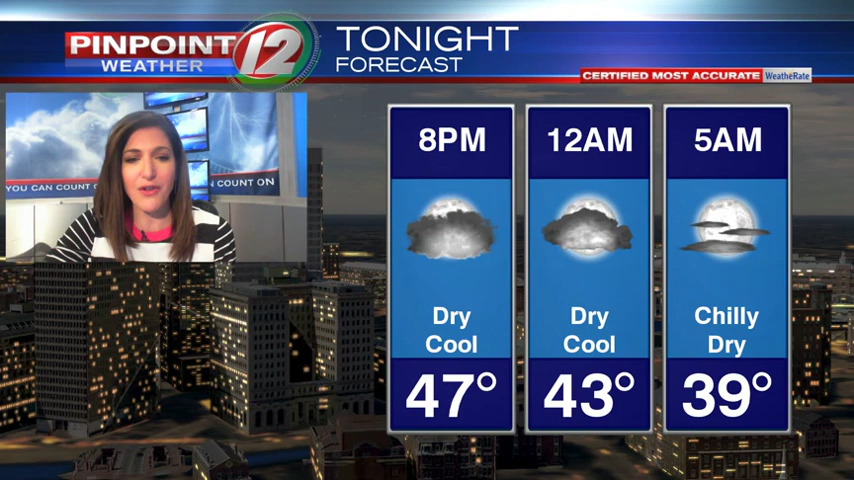 PINPOINT
WEATHER
12
TONIGHT
FORECAST
CERTIFIED MOST ACCURATE WeatheRate
YOU CAN COUNT
N COUNT ON
8PM
Dry
Cool
47°
12AM
Dry
Cool
43°
5AM
Chilly
Dry
39°